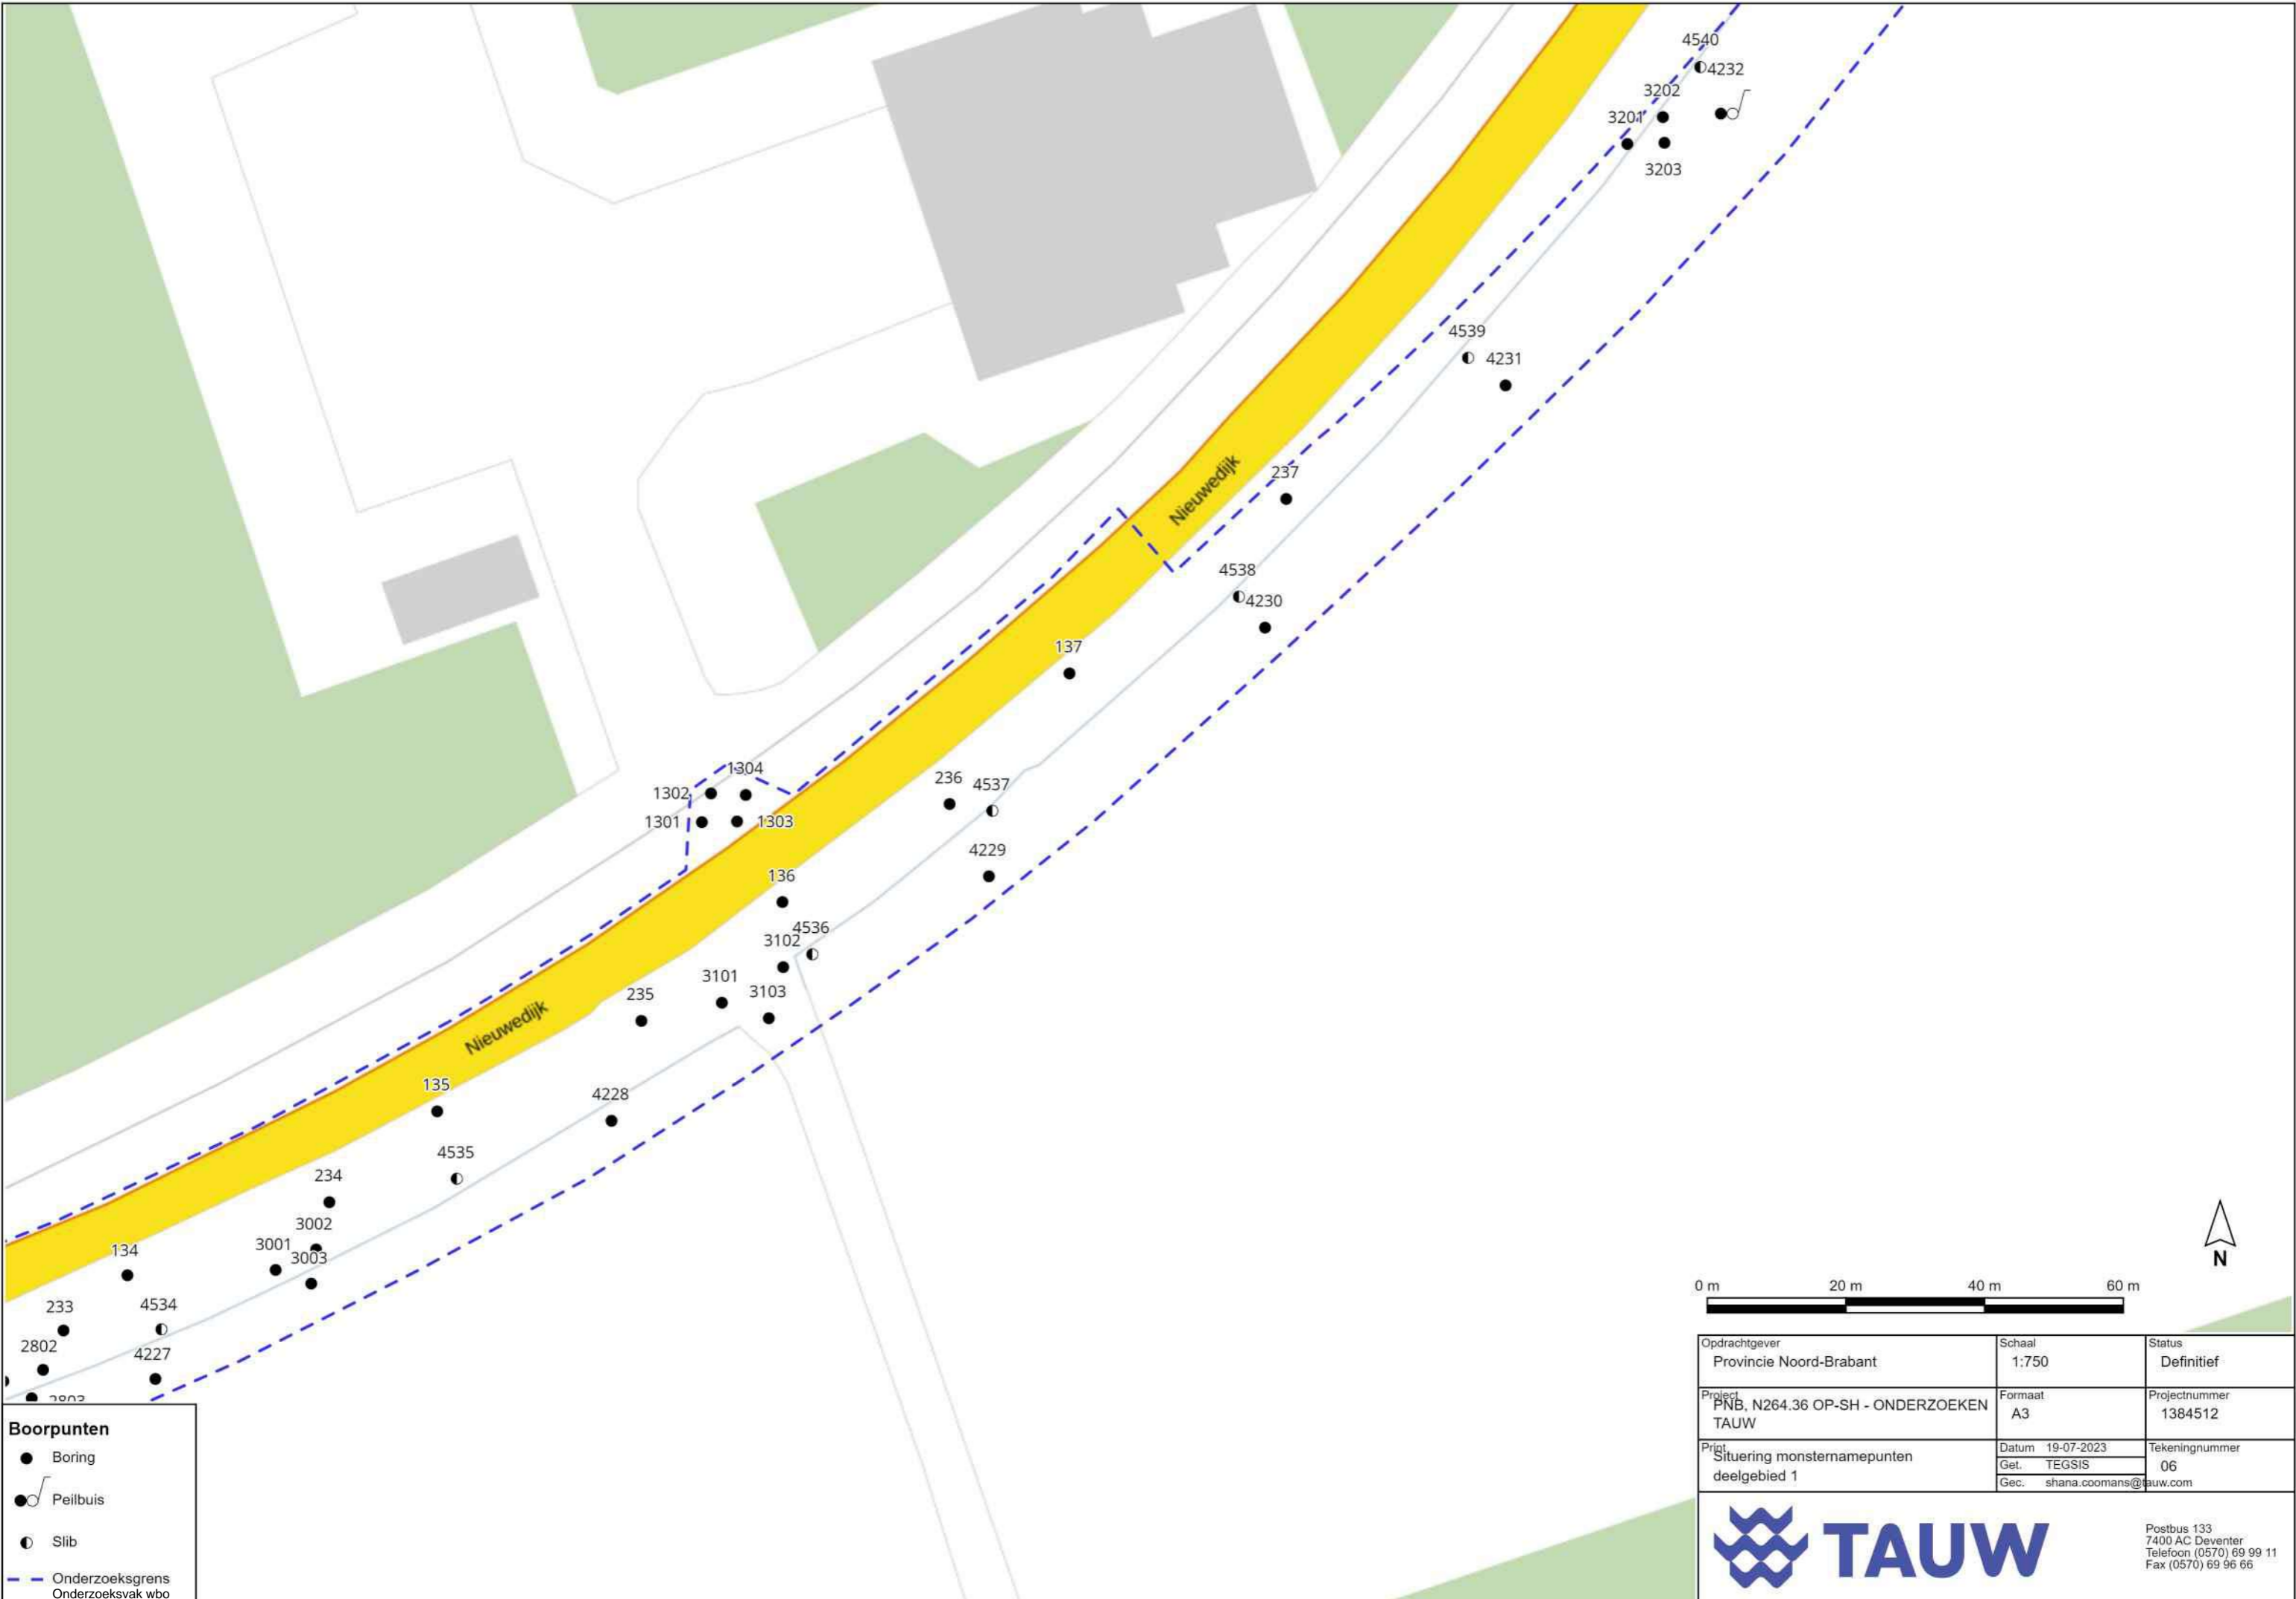 4540
4232
3202
3201
3203
4539
4231
237
Nieuwedijk
4538
4230
137
1304
1302
1301
1303
236
4537
4229
136
4536
3102
3101
3103
235
Nieuwedijk
135
4228
4535
234
3002
3001
3003
134
233
4534
2802
4227
0 m 20 m 40 m 60 m
N
Boorpunten
Boring
Peilbuis
Slib
Onderzoeksgrens
Onderzoeksvak wbo
Opdrachtgever
Provincie Noord-Brabant
Schaal
1:750
Status
Definitief
Project
PNB, N264.36 OP-SH - ONDERZOEKEN
TAUW
Formaat
A3
Projectnummer
1384512
Print
Situering monsternamepunten
deelgebied 1
Datum 19-07-2023
Get. TEGSIS
Gec. shana.coomans@tauw.com
Tekeningnummer
06
TAUW
Postbus 133
7400 AC Deventer
Telefoon (0570) 69 99 11
Fax (0570) 69 96 66